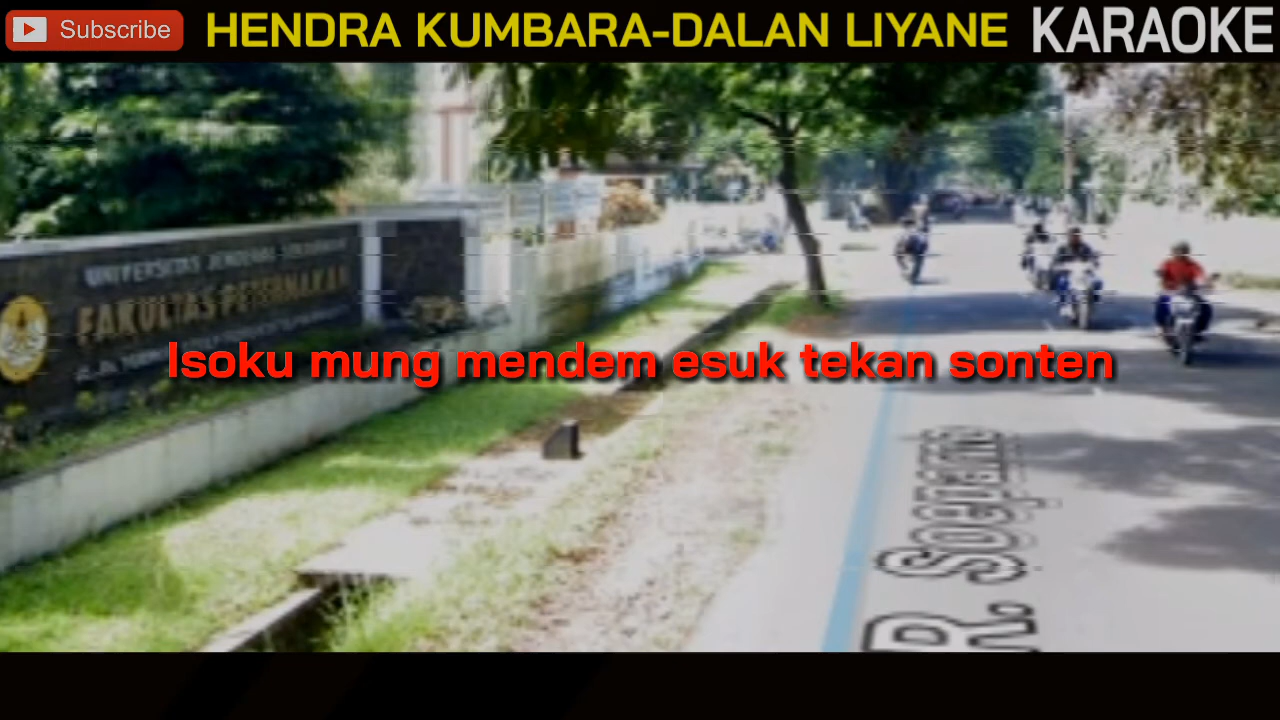 Subscribe
HENDRA KUMBARA-DALAN LIYANE
KARAOKE
UNIVERSITAS JENDERAL SOEDIRMAN
FAKULTAS PETERNAKAN
Isoku mung mendem esuk tekan sonten
R. Soeparno